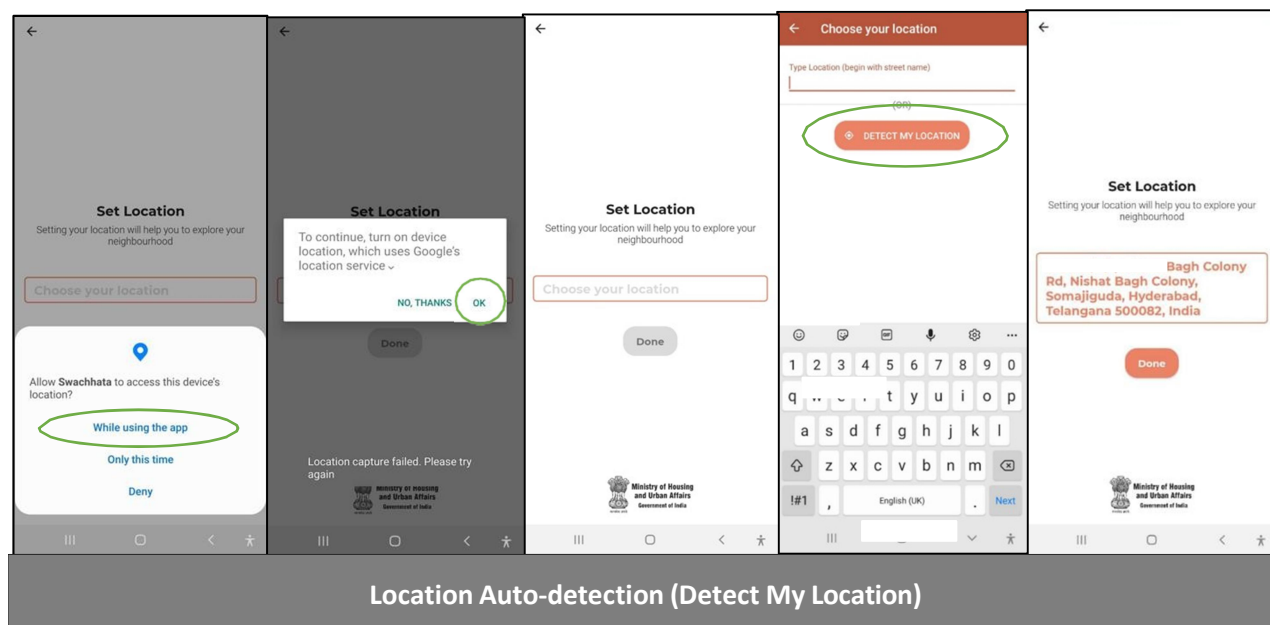 Set Location
Setting your location will help you to explore your
neighbourhood
Choose your location
Allow Swachhata to access this device's
location?
While using the app
Only this time
Deny
Set Location
To continue, turn on device
location, which uses Google's
location service
NO, THANKS OK
Done
Location capture failed. Please try
again
Ministry of Housing
and Urban Affairs
Government of India
Set Location
Setting your location will help you to explore your
neighbourhood
Choose your location
Done
Ministry of Housing
and Urban Affairs
Government of India
Choose your location
Type Location (begin with street name)
(OR)
DETECT MY LOCATION
GIF
1 2 3 4 5 6 7 8 9 0
q t y u i o p
a s d f g h j k l
z x c v b n m
!#1 , English (UK) . Next
Set Location
Setting your location will help you to explore your
neighbourhood
Bagh Colony
Rd, Nishat Bagh Colony,
Somajiguda, Hyderabad,
Telangana 500082, India
Done
Ministry of Housing
and Urban Affairs
Government of India
Location Auto-detection (Detect My Location)